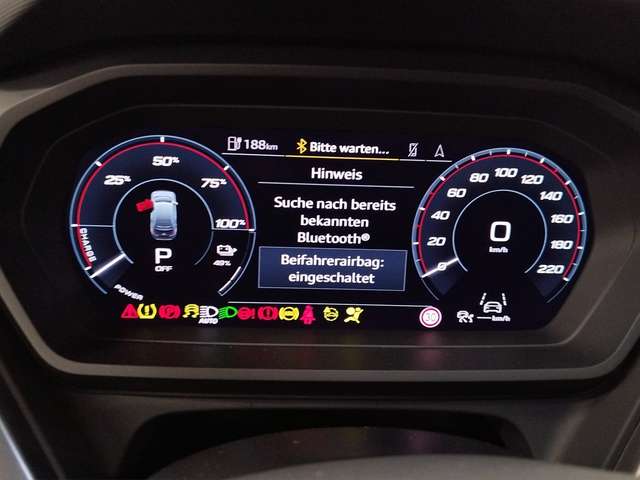 188km
Bitte warten...
Hinweis
Suche nach bereits
bekannten
Bluetooth®
Beifahrerairbag:
eingeschaltet
25%
50%
75%
100%
CHARGE
P
OFF
49%
POWER
0
20
40
60
80
100
120
140
160
180
200
220
0
km/h
AUTO
30
---km/h